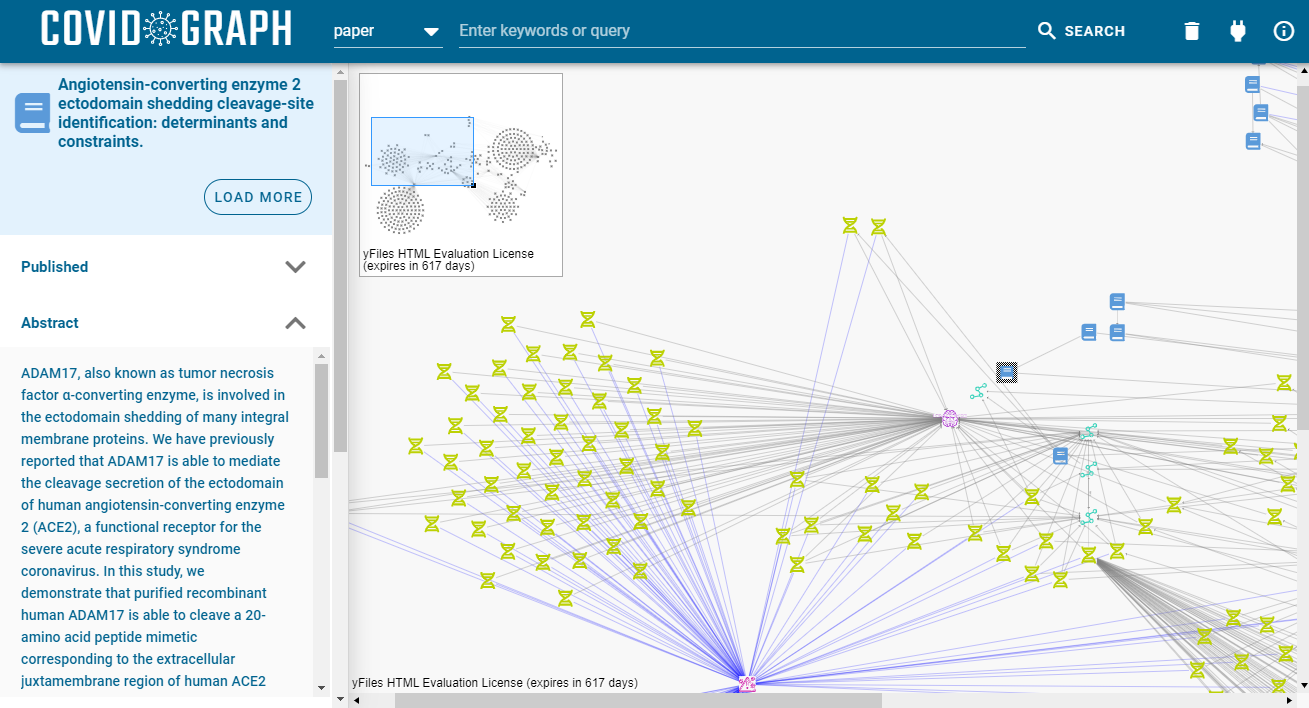 COVID GRAPH
paper
Enter keywords or query
SEARCH
Angiotensin-converting enzyme 2
ectodomain shedding cleavage-site
identification: determinants and
constraints.
LOAD MORE
Published
Abstract
ADAM17, also known as tumor necrosis
factor α-converting enzyme, is involved in
the ectodomain shedding of many integral
membrane proteins. We have previously
reported that ADAM17 is able to mediate
the cleavage secretion of the ectodomain
of human angiotensin-converting enzyme
2 (ACE2), a functional receptor for the
severe acute respiratory syndrome
coronavirus. In this study, we
demonstrate that purified recombinant
human ADAM17 is able to cleave a 20-
amino acid peptide mimetic
corresponding to the extracellular
juxtamembrane region of human ACE2
yFiles HTML Evaluation License
(expires in 617 days)
yFiles HTML Evaluation License (expires in 617 days)